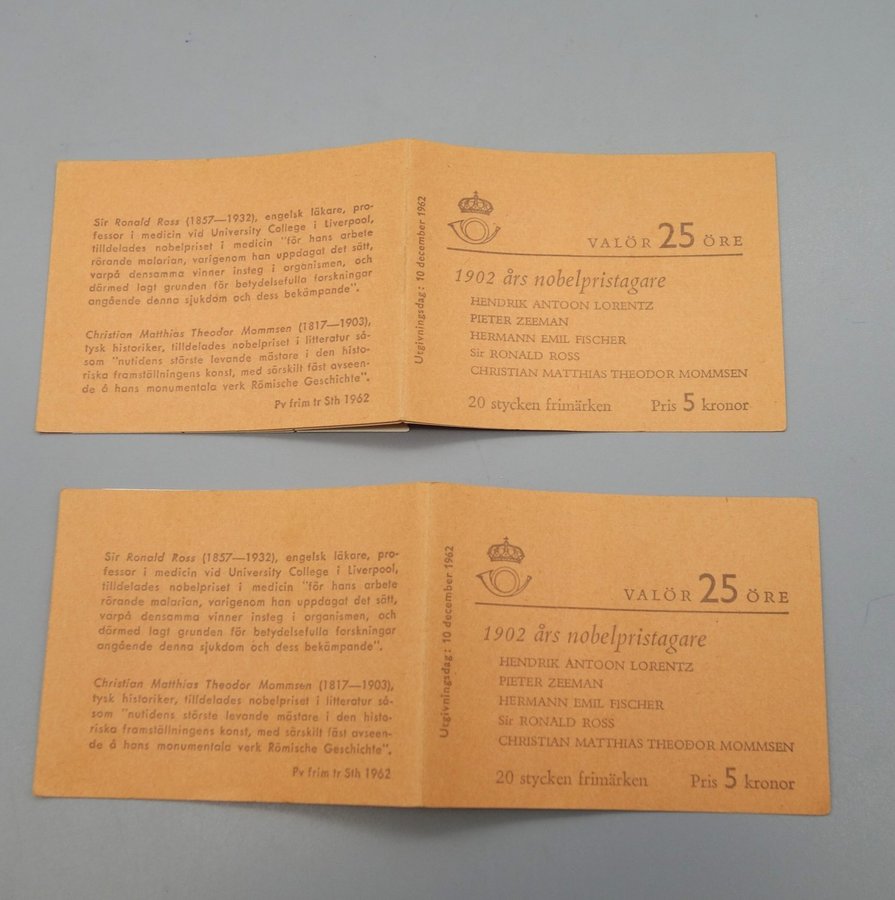 Sir Ronald Ross (1857—1932), engelsk läkare, pro-
fessor i medicin vid University College i Liverpool,
tilldelades nobelpriset i medicin "för hans arbete
rörande malarian, varigenom han uppdagat det sätt,
varpå densamma vinner insteg i organismen, och
därmed lagt grunden för betydelsefulla forskningar
angående denna sjukdom och dess bekämpande".
Christian Matthias Theodor Mommsen (1817—1903),
tysk historiker, tilldelades nobelpriset i litteratur så-
som "nutidens störste levande mästare i den histo-
riska framställningens konst, med särskilt fäst avseen-
de å hans monumentala verk Römische Geschichte".
Pv frim tr Sth 1962
Utgivningsdag: 10 december 1962
VALÖR 25 ÖRE
1902 års nobelpristagare
HENDRIK ANTOON LORENTZ
PIETER ZEEMAN
HERMANN EMIL FISCHER
Sir RONALD ROSS
CHRISTIAN MATTHIAS THEODOR MOMMSEN
20 stycken frimärken Pris 5 kronor
Sir Ronald Ross (1857—1932), engelsk läkare, pro-
fessor i medicin vid University College i Liverpool,
tilldelades nobelpriset i medicin "för hans arbete
rörande malarian, varigenom han uppdagat det sätt,
varpå densamma vinner insteg i organismen, och
därmed lagt grunden för betydelsefulla forskningar
angående denna sjukdom och dess bekämpande".
Christian Matthias Theodor Mommsen (1817—1903),
tysk historiker, tilldelades nobelpriset i litteratur så-
som "nutidens störste levande mästare i den histo-
riska framställningens konst, med särskilt fäst avseen-
de å hans monumentala verk Römische Geschichte".
Pv frim tr Sth 1962
Utgivningsdag: 10 december 1962
VALÖR 25 ÖRE
1902 års nobelpristagare
HENDRIK ANTOON LORENTZ
PIETER ZEEMAN
HERMANN EMIL FISCHER
Sir RONALD ROSS
CHRISTIAN MATTHIAS THEODOR MOMMSEN
20 stycken frimärken Pris 5 kronor